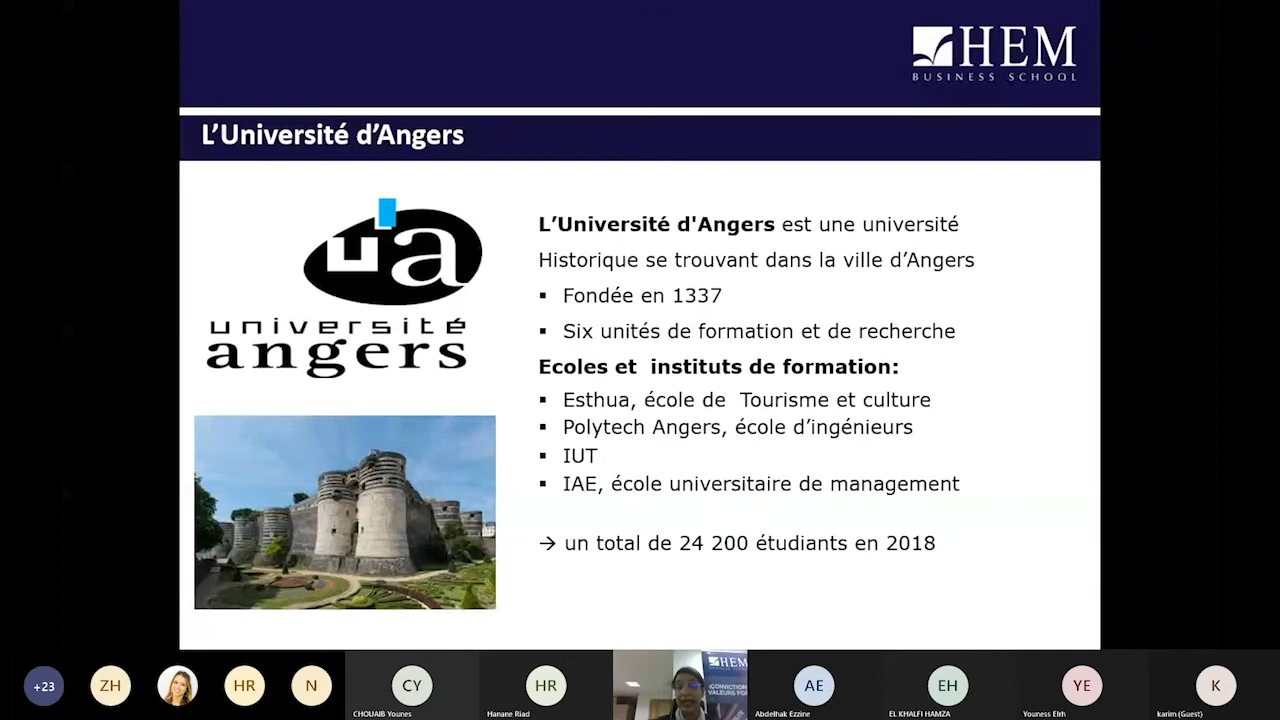 HEM
BUSINESS SCHOOL
L’Université d’Angers
ua
université
angers
L’Université d'Angers est une université
Historique se trouvant dans la ville d’Angers
▪ Fondée en 1337
▪ Six unités de formation et de recherche
Ecoles et instituts de formation:
▪ Esthua, école de Tourisme et culture
▪ Polytech Angers, école d’ingénieurs
▪ IUT
▪ IAE, école universitaire de management
→ un total de 24 200 étudiants en 2018
+23
ZH
HR
N
CY
CHOUAIB Younes
HR
Hanane Riad
HEM
AE
Abdelhak Ezzine
EH
EL KHALFI HAMZA
YE
Youness Elrh
K
karim (Guest)